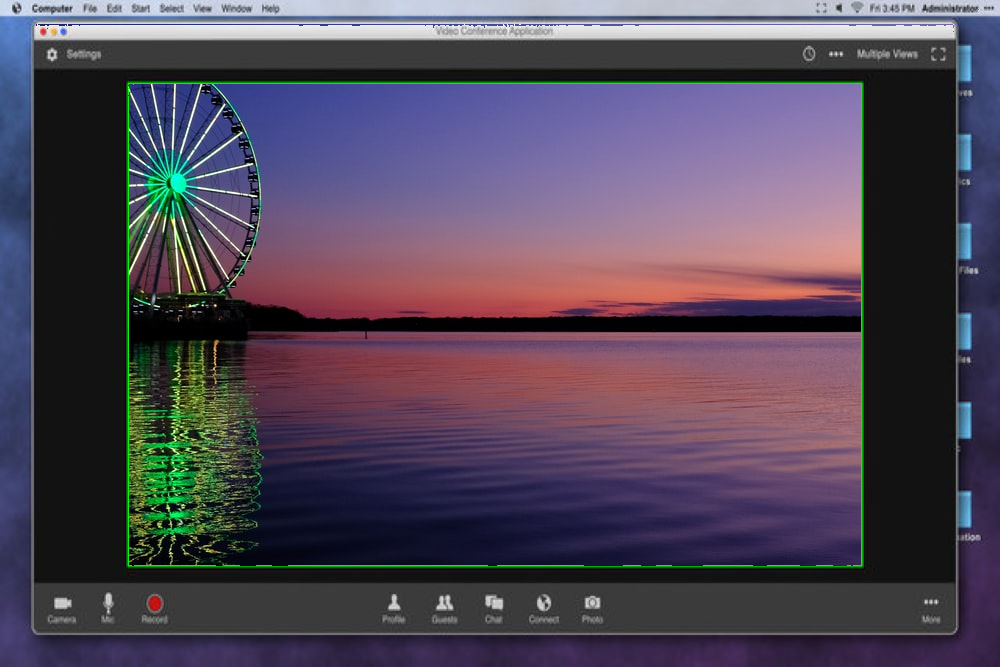 Computer File Edit Start Select View Window Help Fri 3:45 PM Administrator
Video Conference Application
Settings Multiple Views
ves
ics
Files
les
ation
Camera Mic Record Profile Guests Chat Connect Photo More